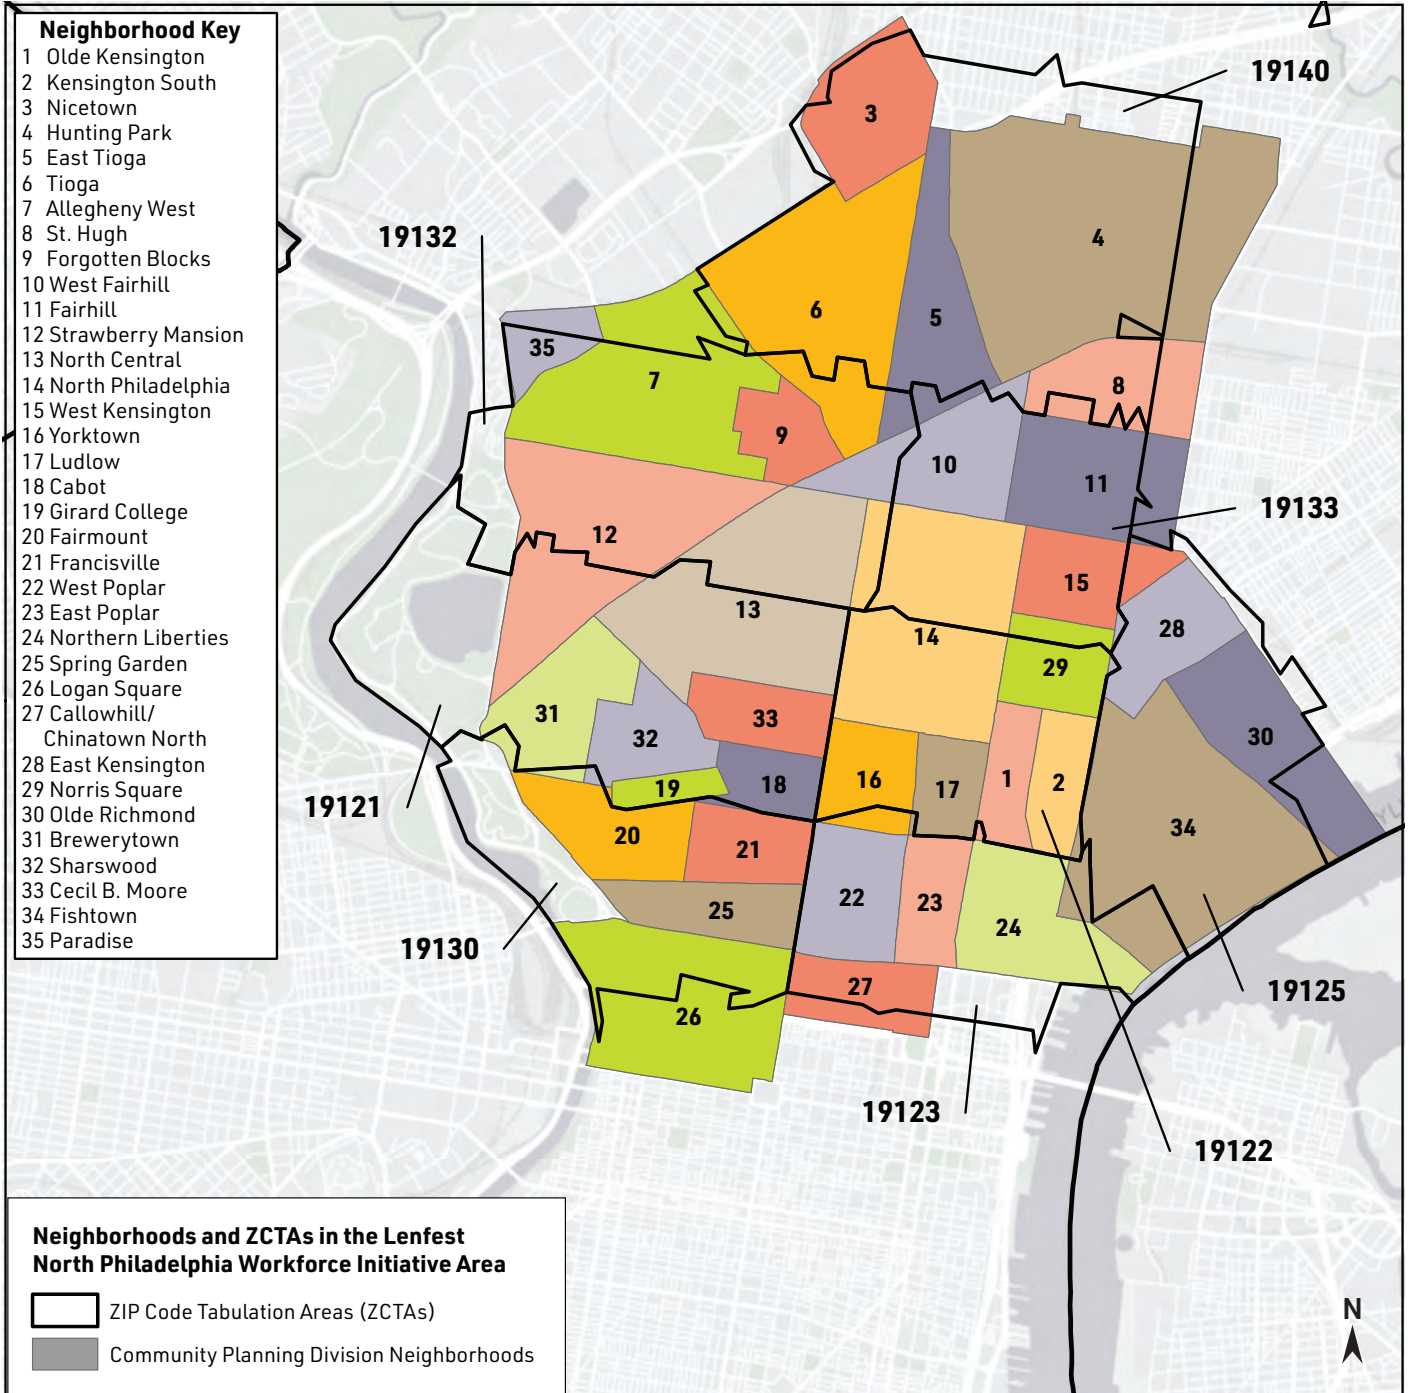 Neighborhood Key
1 Olde Kensington
2 Kensington South
3 Nicetown
4 Hunting Park
5 East Tioga
6 Tioga
7 Allegheny West
8 St. Hugh
9 Forgotten Blocks
10 West Fairhill
11 Fairhill
12 Strawberry Mansion
13 North Central
14 North Philadelphia
15 West Kensington
16 Yorktown
17 Ludlow
18 Cabot
19 Girard College
20 Fairmount
21 Francisville
22 West Poplar
23 East Poplar
24 Northern Liberties
25 Spring Garden
26 Logan Square
27 Callowhill/
Chinatown North
28 East Kensington
29 Norris Square
30 Olde Richmond
31 Brewerytown
32 Sharswood
33 Cecil B. Moore
34 Fishtown
35 Paradise
19140
3
4
19132
6
5
35
7
8
9
10
11
19133
12
15
13
14
28
29
31
33
32
30
19
18
16
17
1
2
19121
20
21
34
22
23
25
24
19130
27
26
19125
19123
19122
Neighborhoods and ZCTAs in the Lenfest
North Philadelphia Workforce Initiative Area
ZIP Code Tabulation Areas (ZCTAs)
Community Planning Division Neighborhoods
N